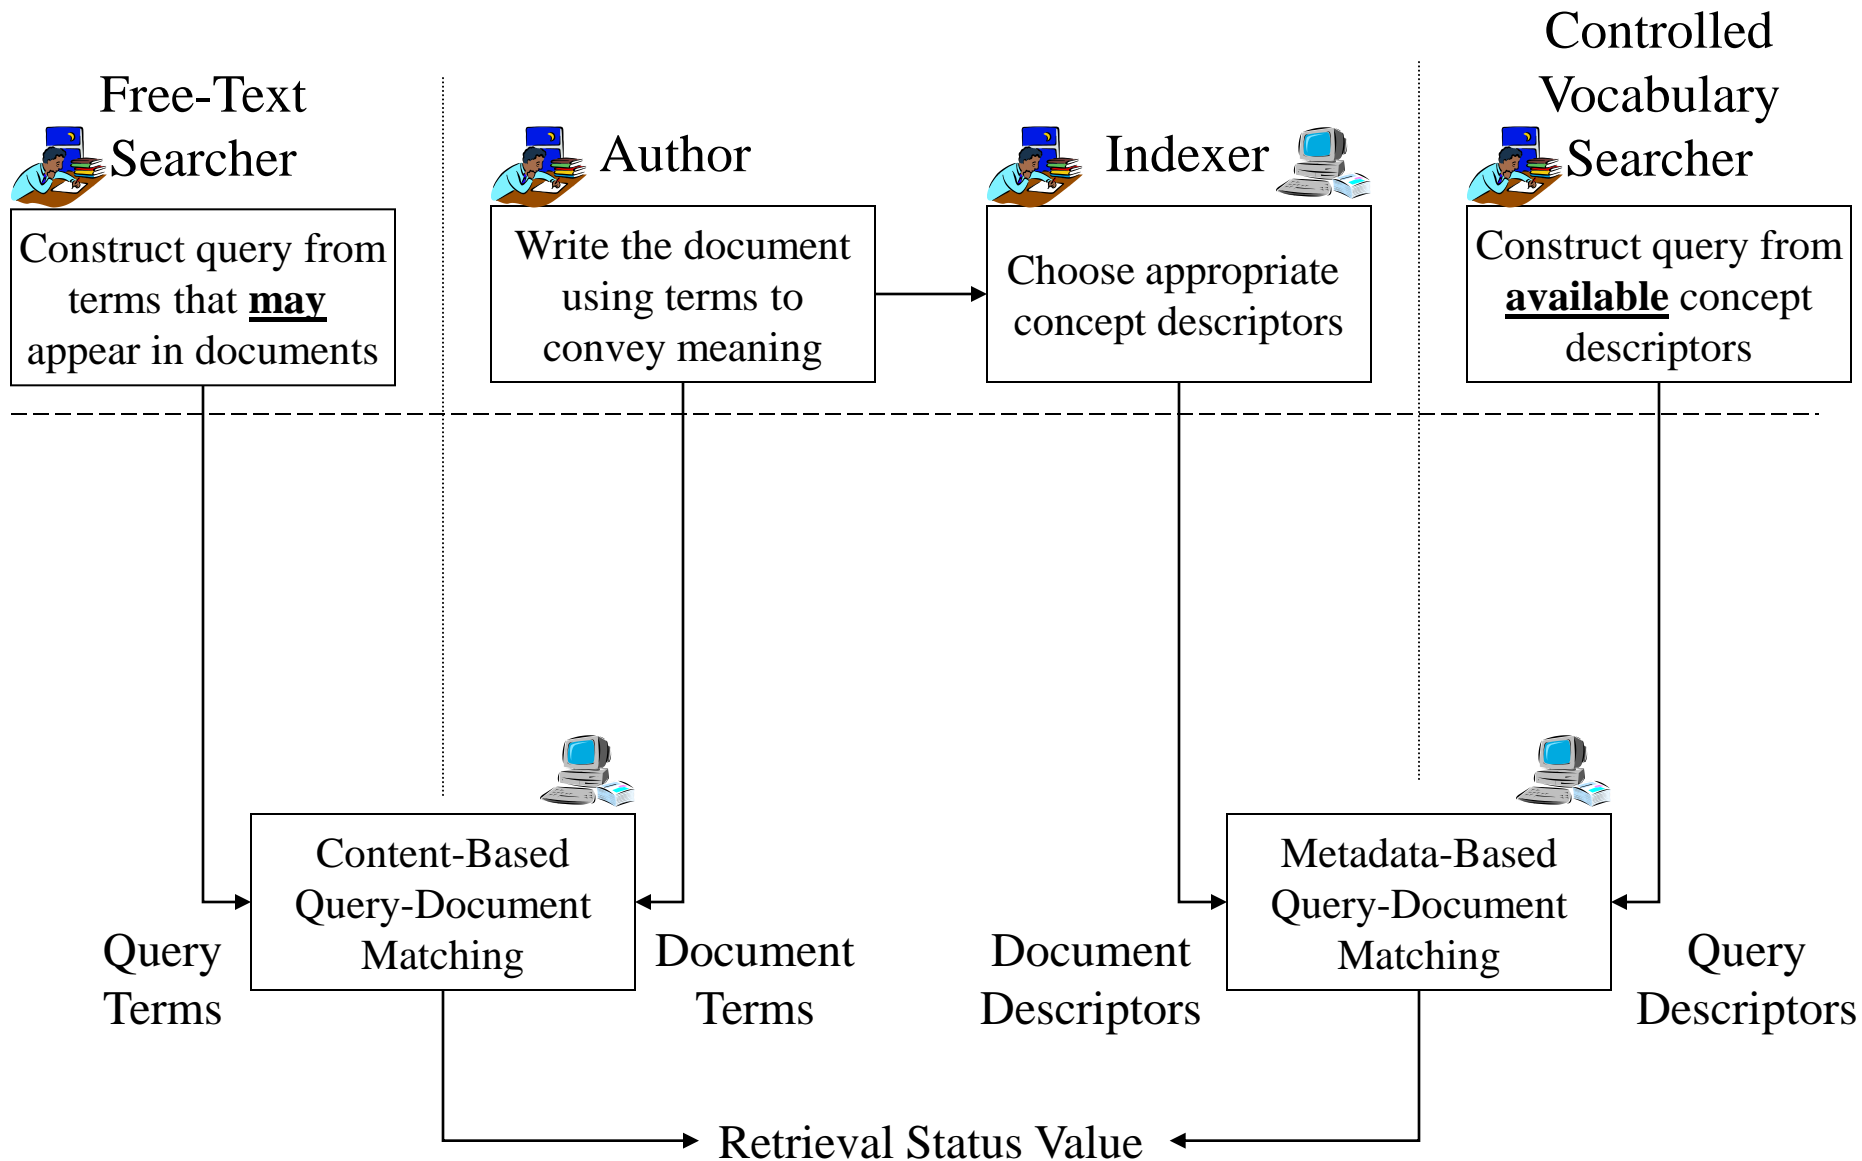 Free-Text
Searcher
Author
Indexer
Controlled
Vocabulary
Searcher
Construct query from
terms that may
appear in documents
Write the document
using terms to
convey meaning
Choose appropriate
concept descriptors
Construct query from
available concept
descriptors
Content-Based
Query-Document
Matching
Metadata-Based
Query-Document
Matching
Query
Terms
Document
Terms
Document
Descriptors
Query
Descriptors
Retrieval Status Value